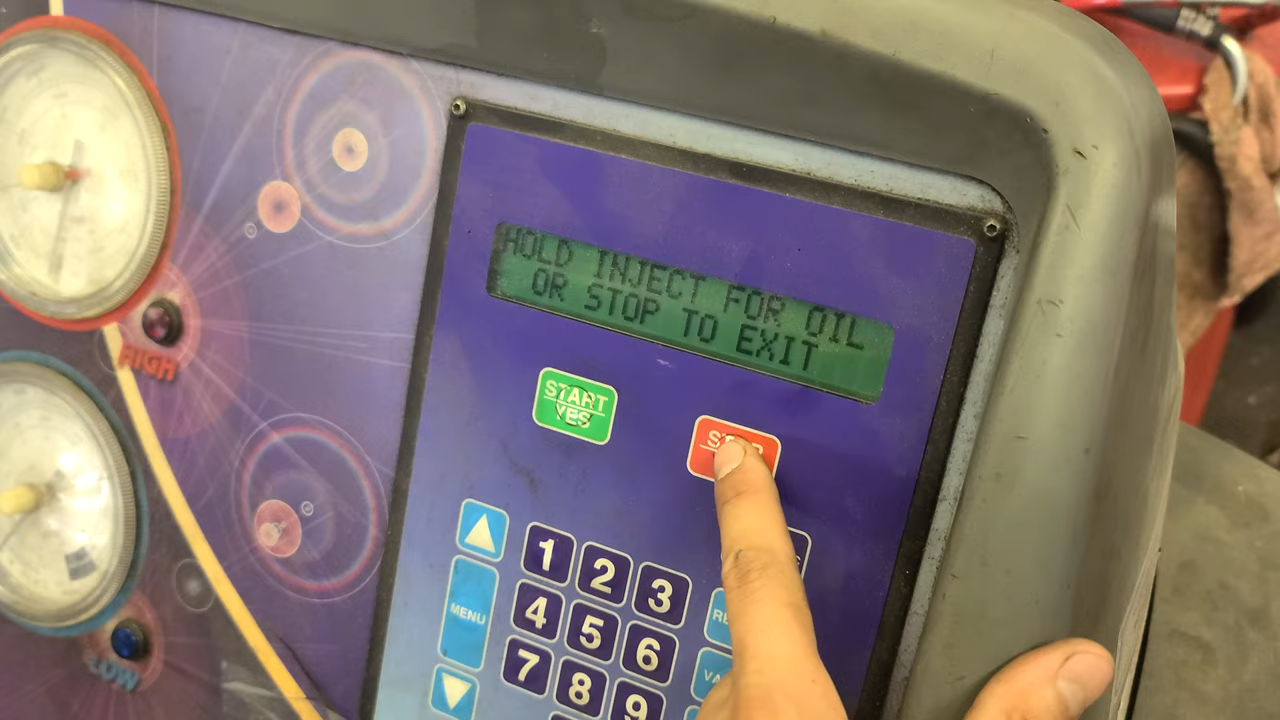 HOLD INJECT FOR OIL
OR STOP TO EXIT
START
YES
HIGH
1 2 3
MENU
4 5 6
7 8 9
LOW